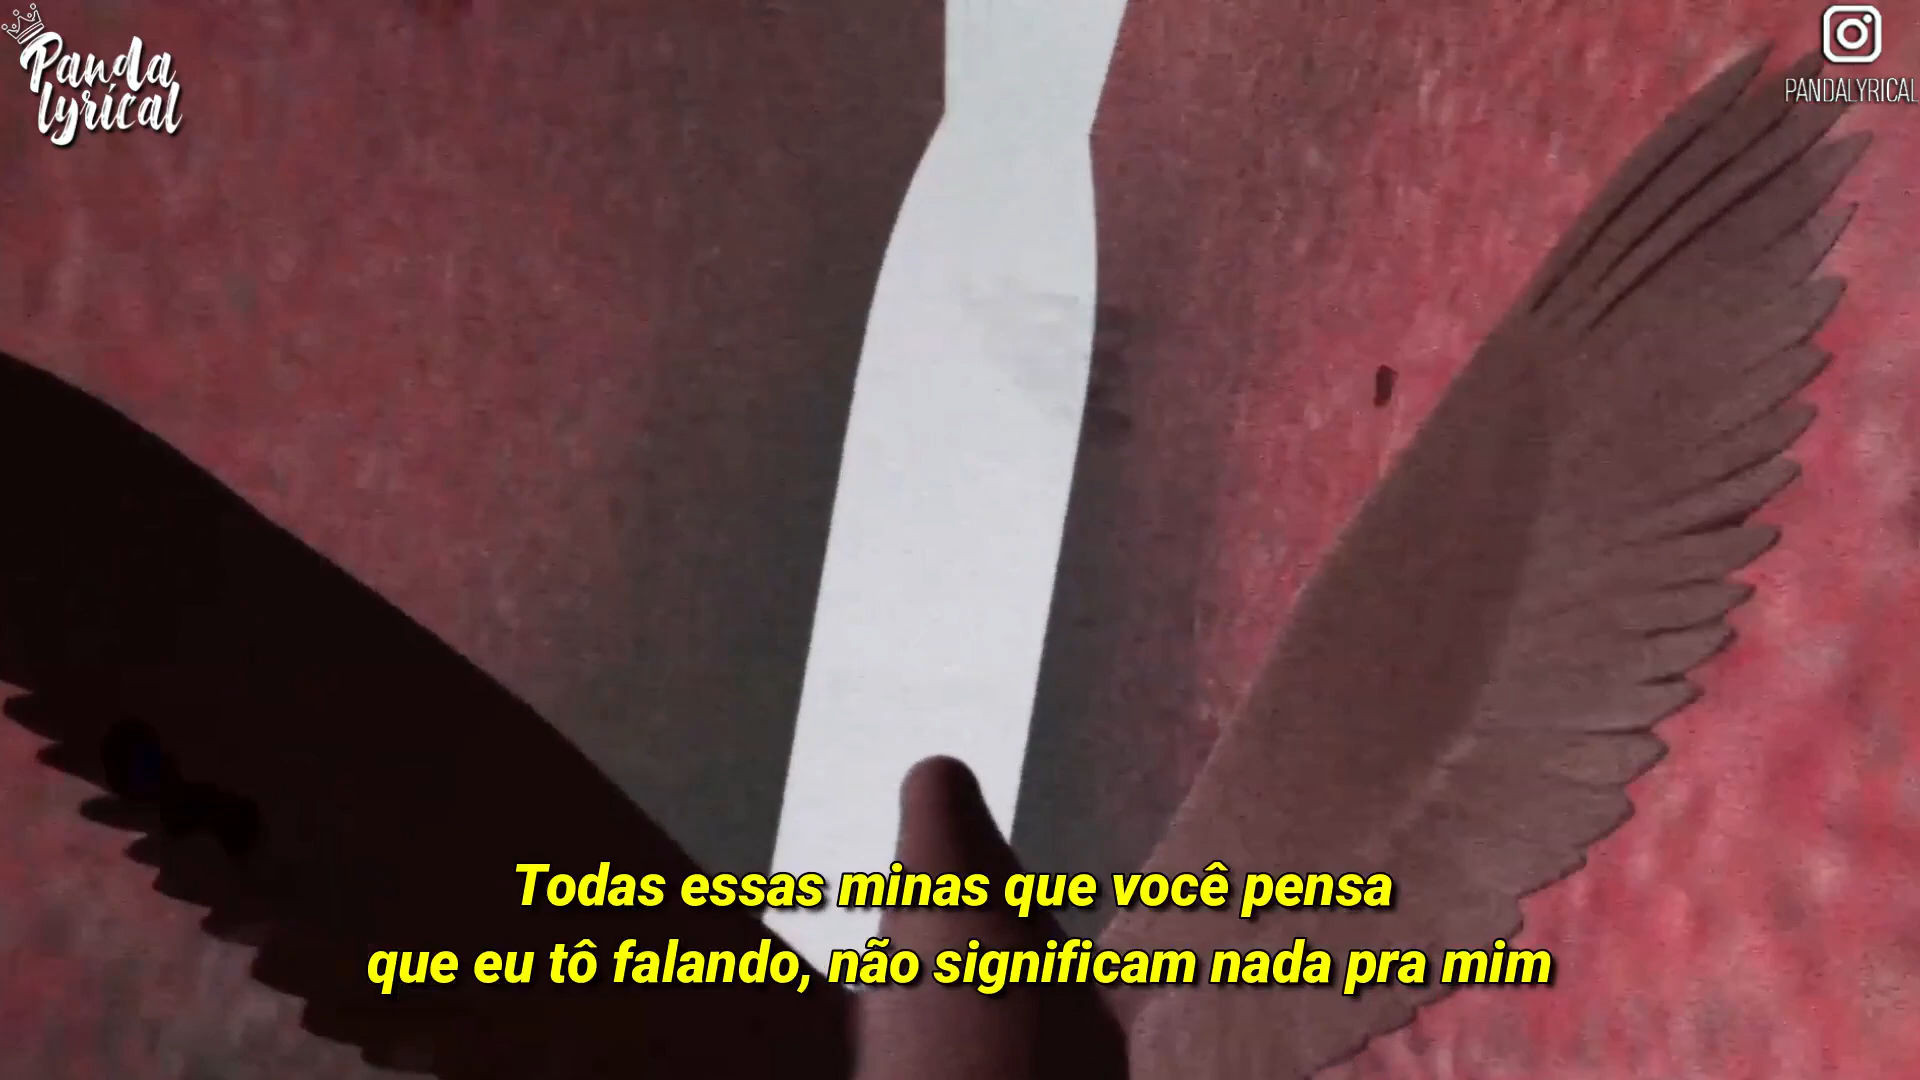 Panda
lyrical
PANDALYRICAL
Todas essas minas que você pensa
que eu tô falando, não significam nada pra mim